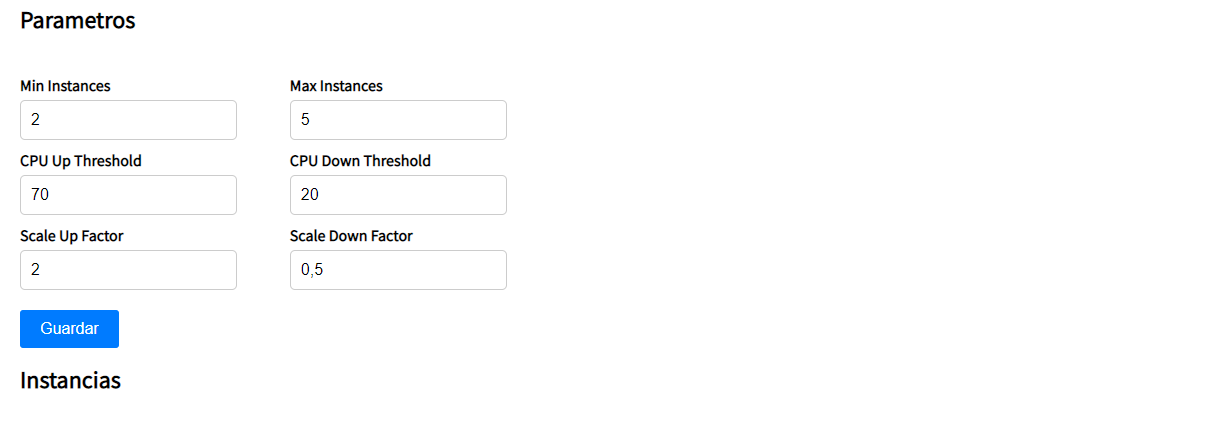 Parametros
Min Instances Max Instances
2 5
CPU Up Threshold CPU Down Threshold
70 20
Scale Up Factor Scale Down Factor
2 0,5
Guardar
Instancias